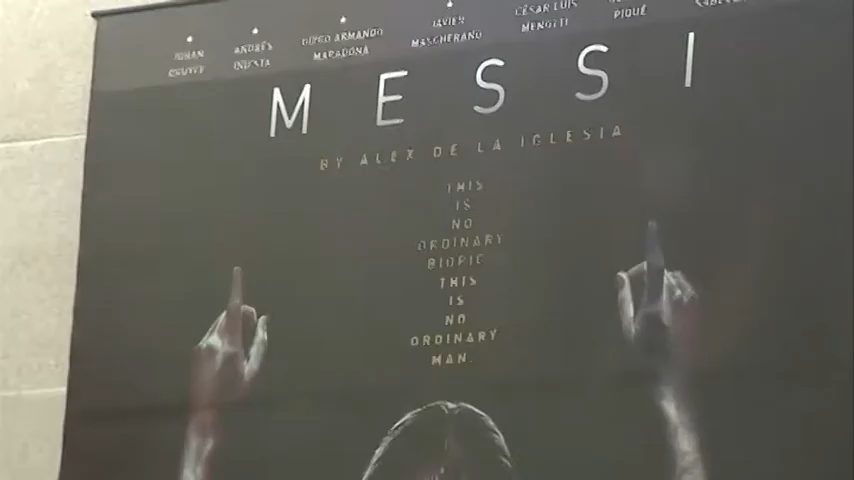 JOHAN CRUYFF
ANDRÉS INIESTA
DIEGO ARMANDO MARADONA
JAVIER MASCHERANO
CÉSAR LUIS MENOTTI
PIQUÉ
MESSI
BY ALEX DE LA IGLESIA
THIS
IS
NO
ORDINARY
BIOPIC
THIS
IS
NO
ORDINARY
MAN.